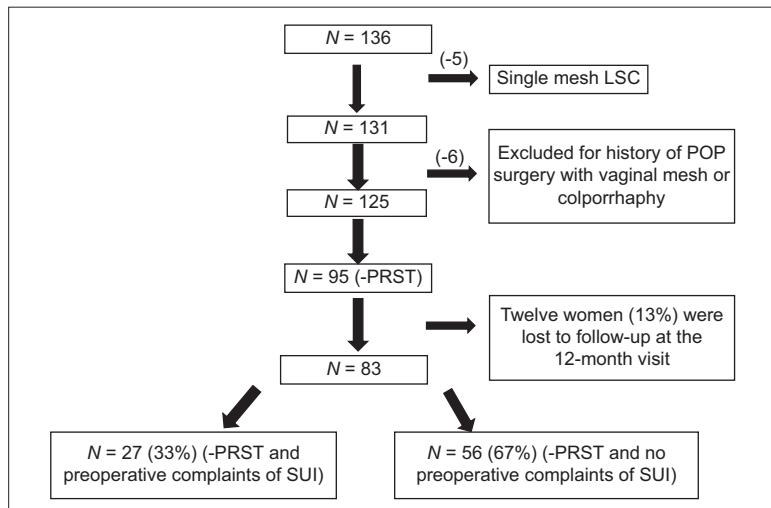 N = 136
(-5)
Single mesh LSC
N = 131
(-6)
Excluded for history of POP
surgery with vaginal mesh or
colporrhaphy
N = 125
N = 95 (-PRST)
Twelve women (13%) were
lost to follow-up at the
12-month visit
N = 83
N = 27 (33%) (-PRST and
preoperative complaints of SUI)
N = 56 (67%) (-PRST and no
preoperative complaints of SUI)